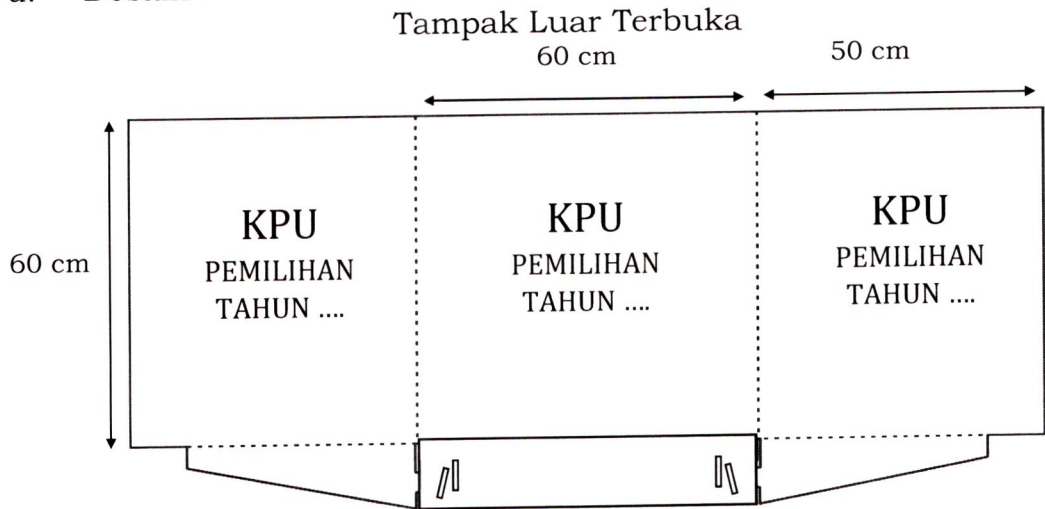 Tampak Luar Terbuka
60 cm
50 cm
60 cm
KPU
PEMILIHAN
TAHUN ....
KPU
PEMILIHAN
TAHUN ....
KPU
PEMILIHAN
TAHUN ....